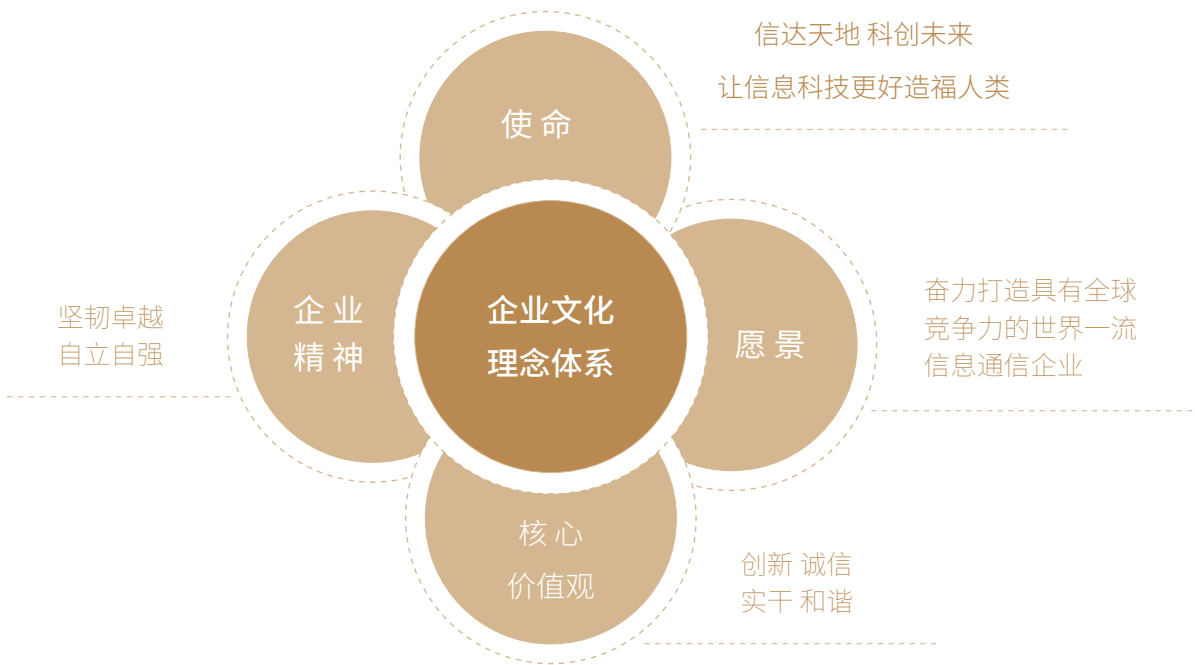 信达天地 科创未来
让信息科技更好造福人类
使命
企业
精神
坚韧卓越
自立自强
企业文化
理念体系
愿景
奋力打造具有全球
竞争力的世界一流
信息通信企业
核心
价值观
创新 诚信
实干 和谐